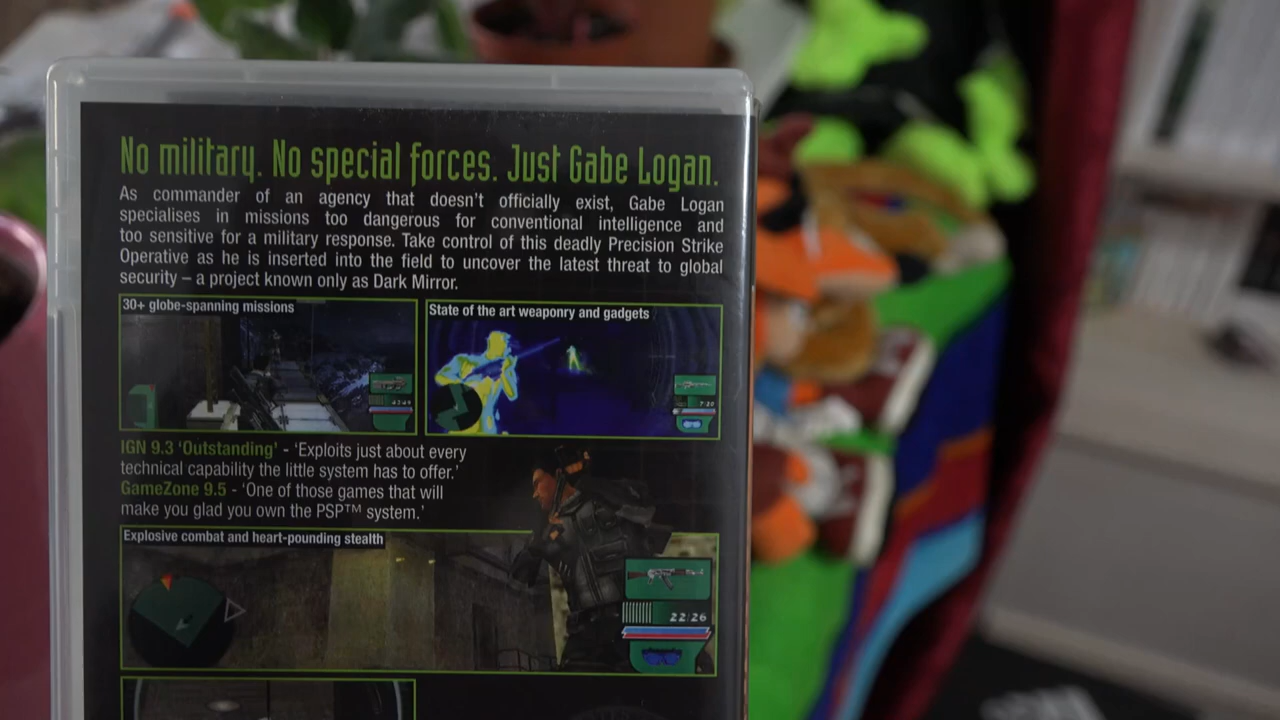 No military. No special forces. Just Gabe Logan.
As commander of an agency that doesn't officially exist, Gabe Logan
specialises in missions too dangerous for conventional intelligence and
too sensitive for a military response. Take control of this deadly Precision Strike
Operative as he is inserted into the field to uncover the latest threat to global
security – a project known only as Dark Mirror.
30+ globe-spanning missions
State of the art weaponry and gadgets
IGN 9.3 'Outstanding' - 'Exploits just about every
technical capability the little system has to offer.'
GameZone 9.5 - 'One of those games that will
make you glad you own the PSP™ system.'
Explosive combat and heart-pounding stealth
22/26